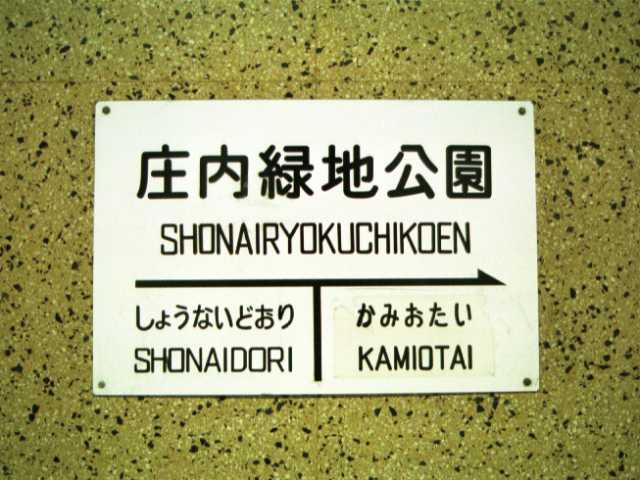 庄内緑地公園
SHONAIRYOKUCHIKOEN
しょうないどおり かみおたい
SHONAIDORI KAMIOTAI